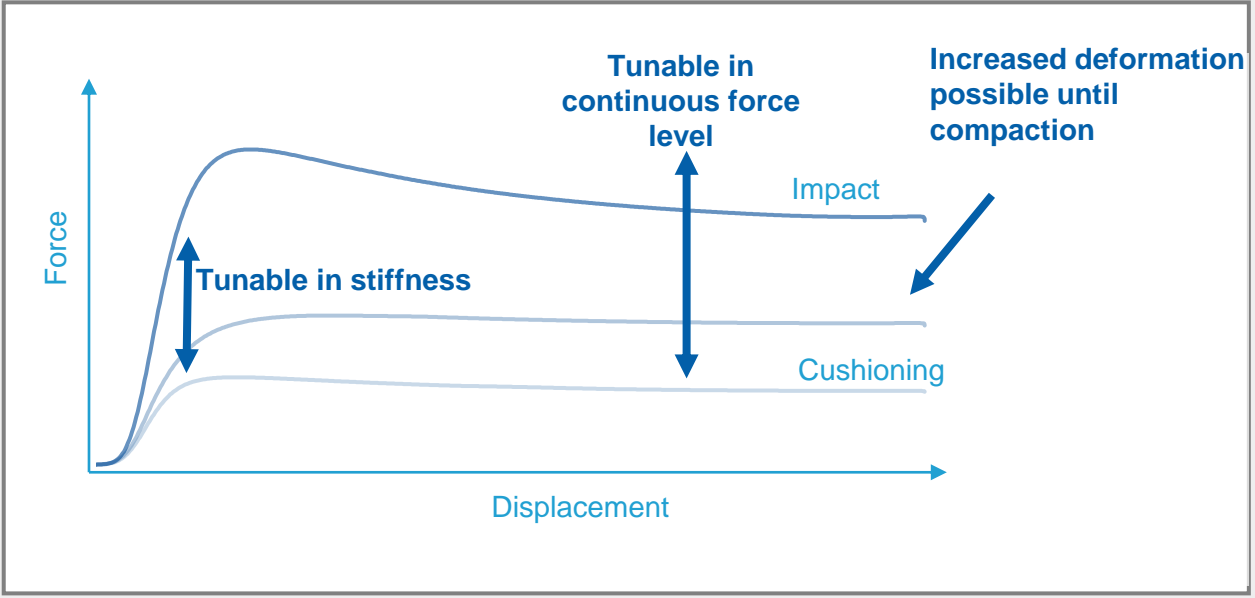 Tunable in
continuous force
level
Increased deformation
possible until
compaction
Impact
Force
Tunable in stiffness
Cushioning
Displacement